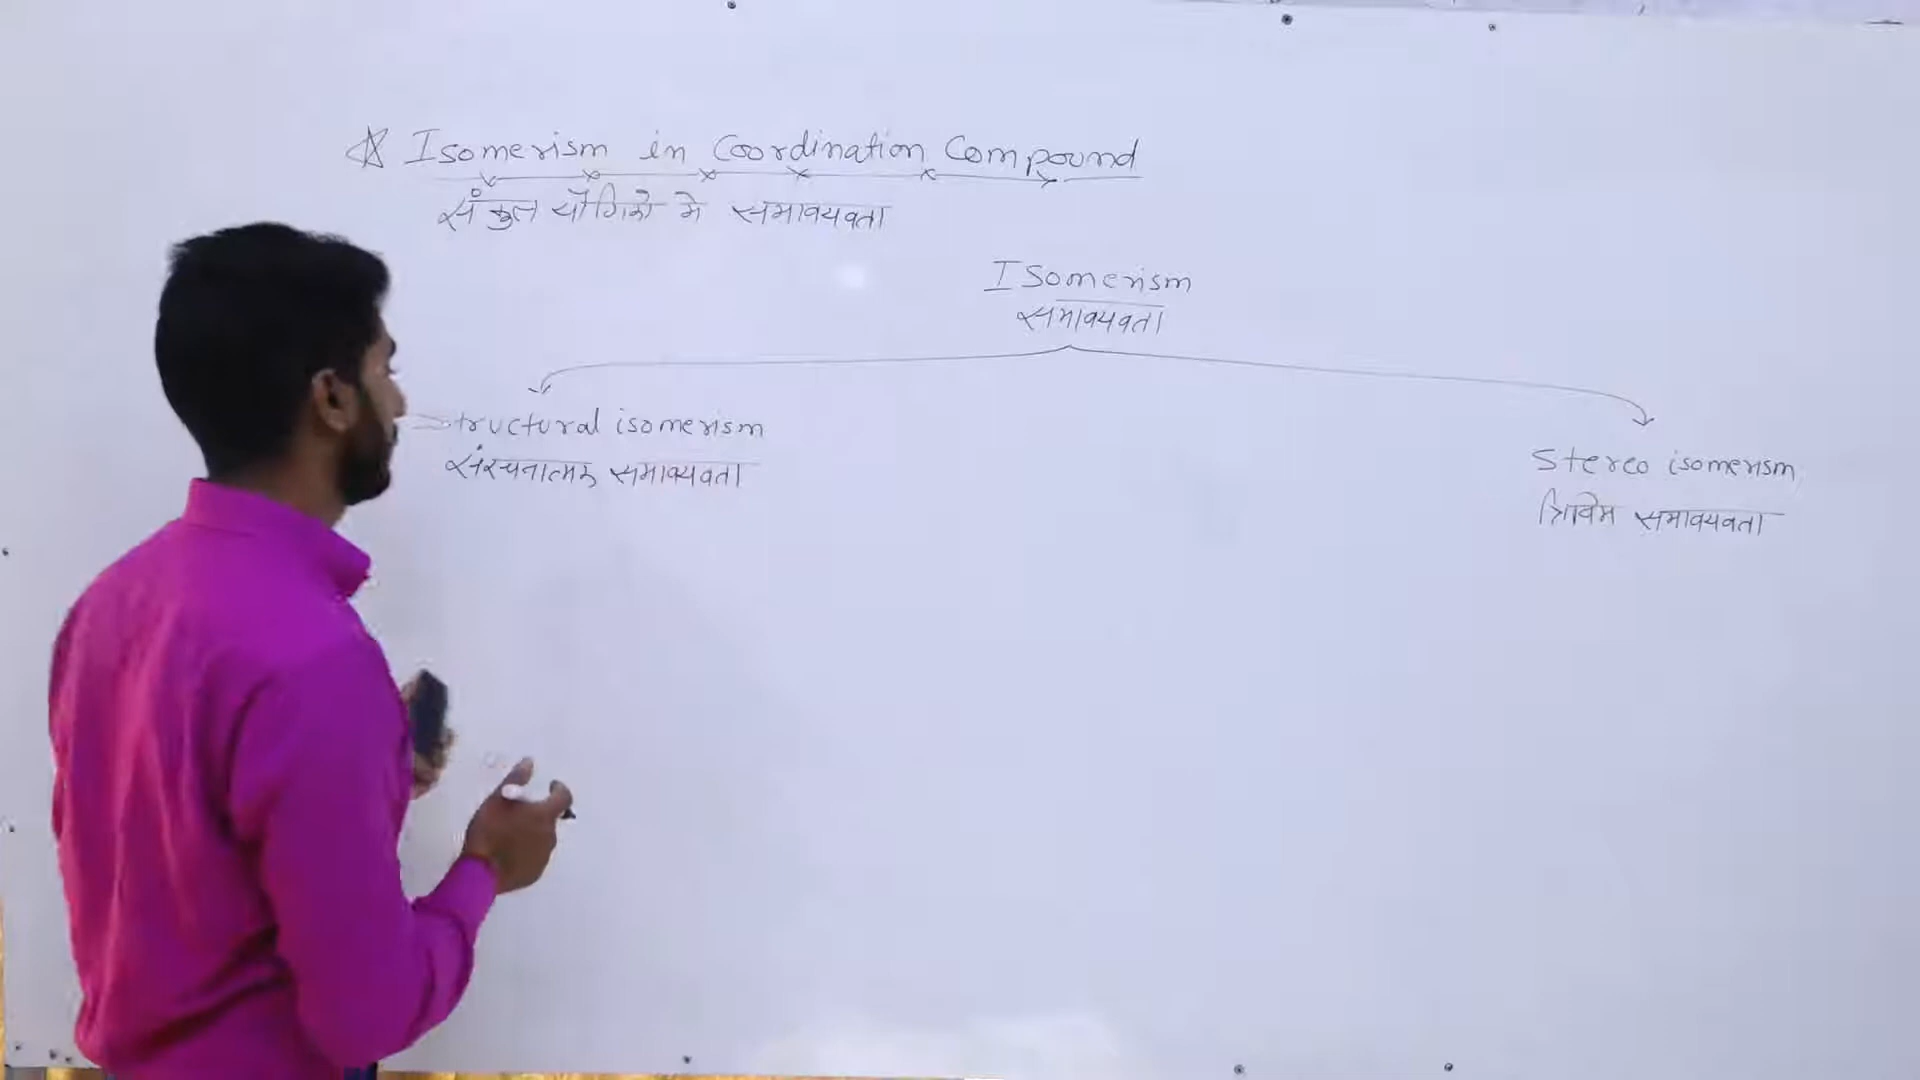 Isomerism in Coordination Compound
संकुल यौगिको मे समावयवता
Isomerism
समावयवता
Structural isomerism
संरचनात्मक समावयवता
Stereo isomerism
त्रिविम समावयवता